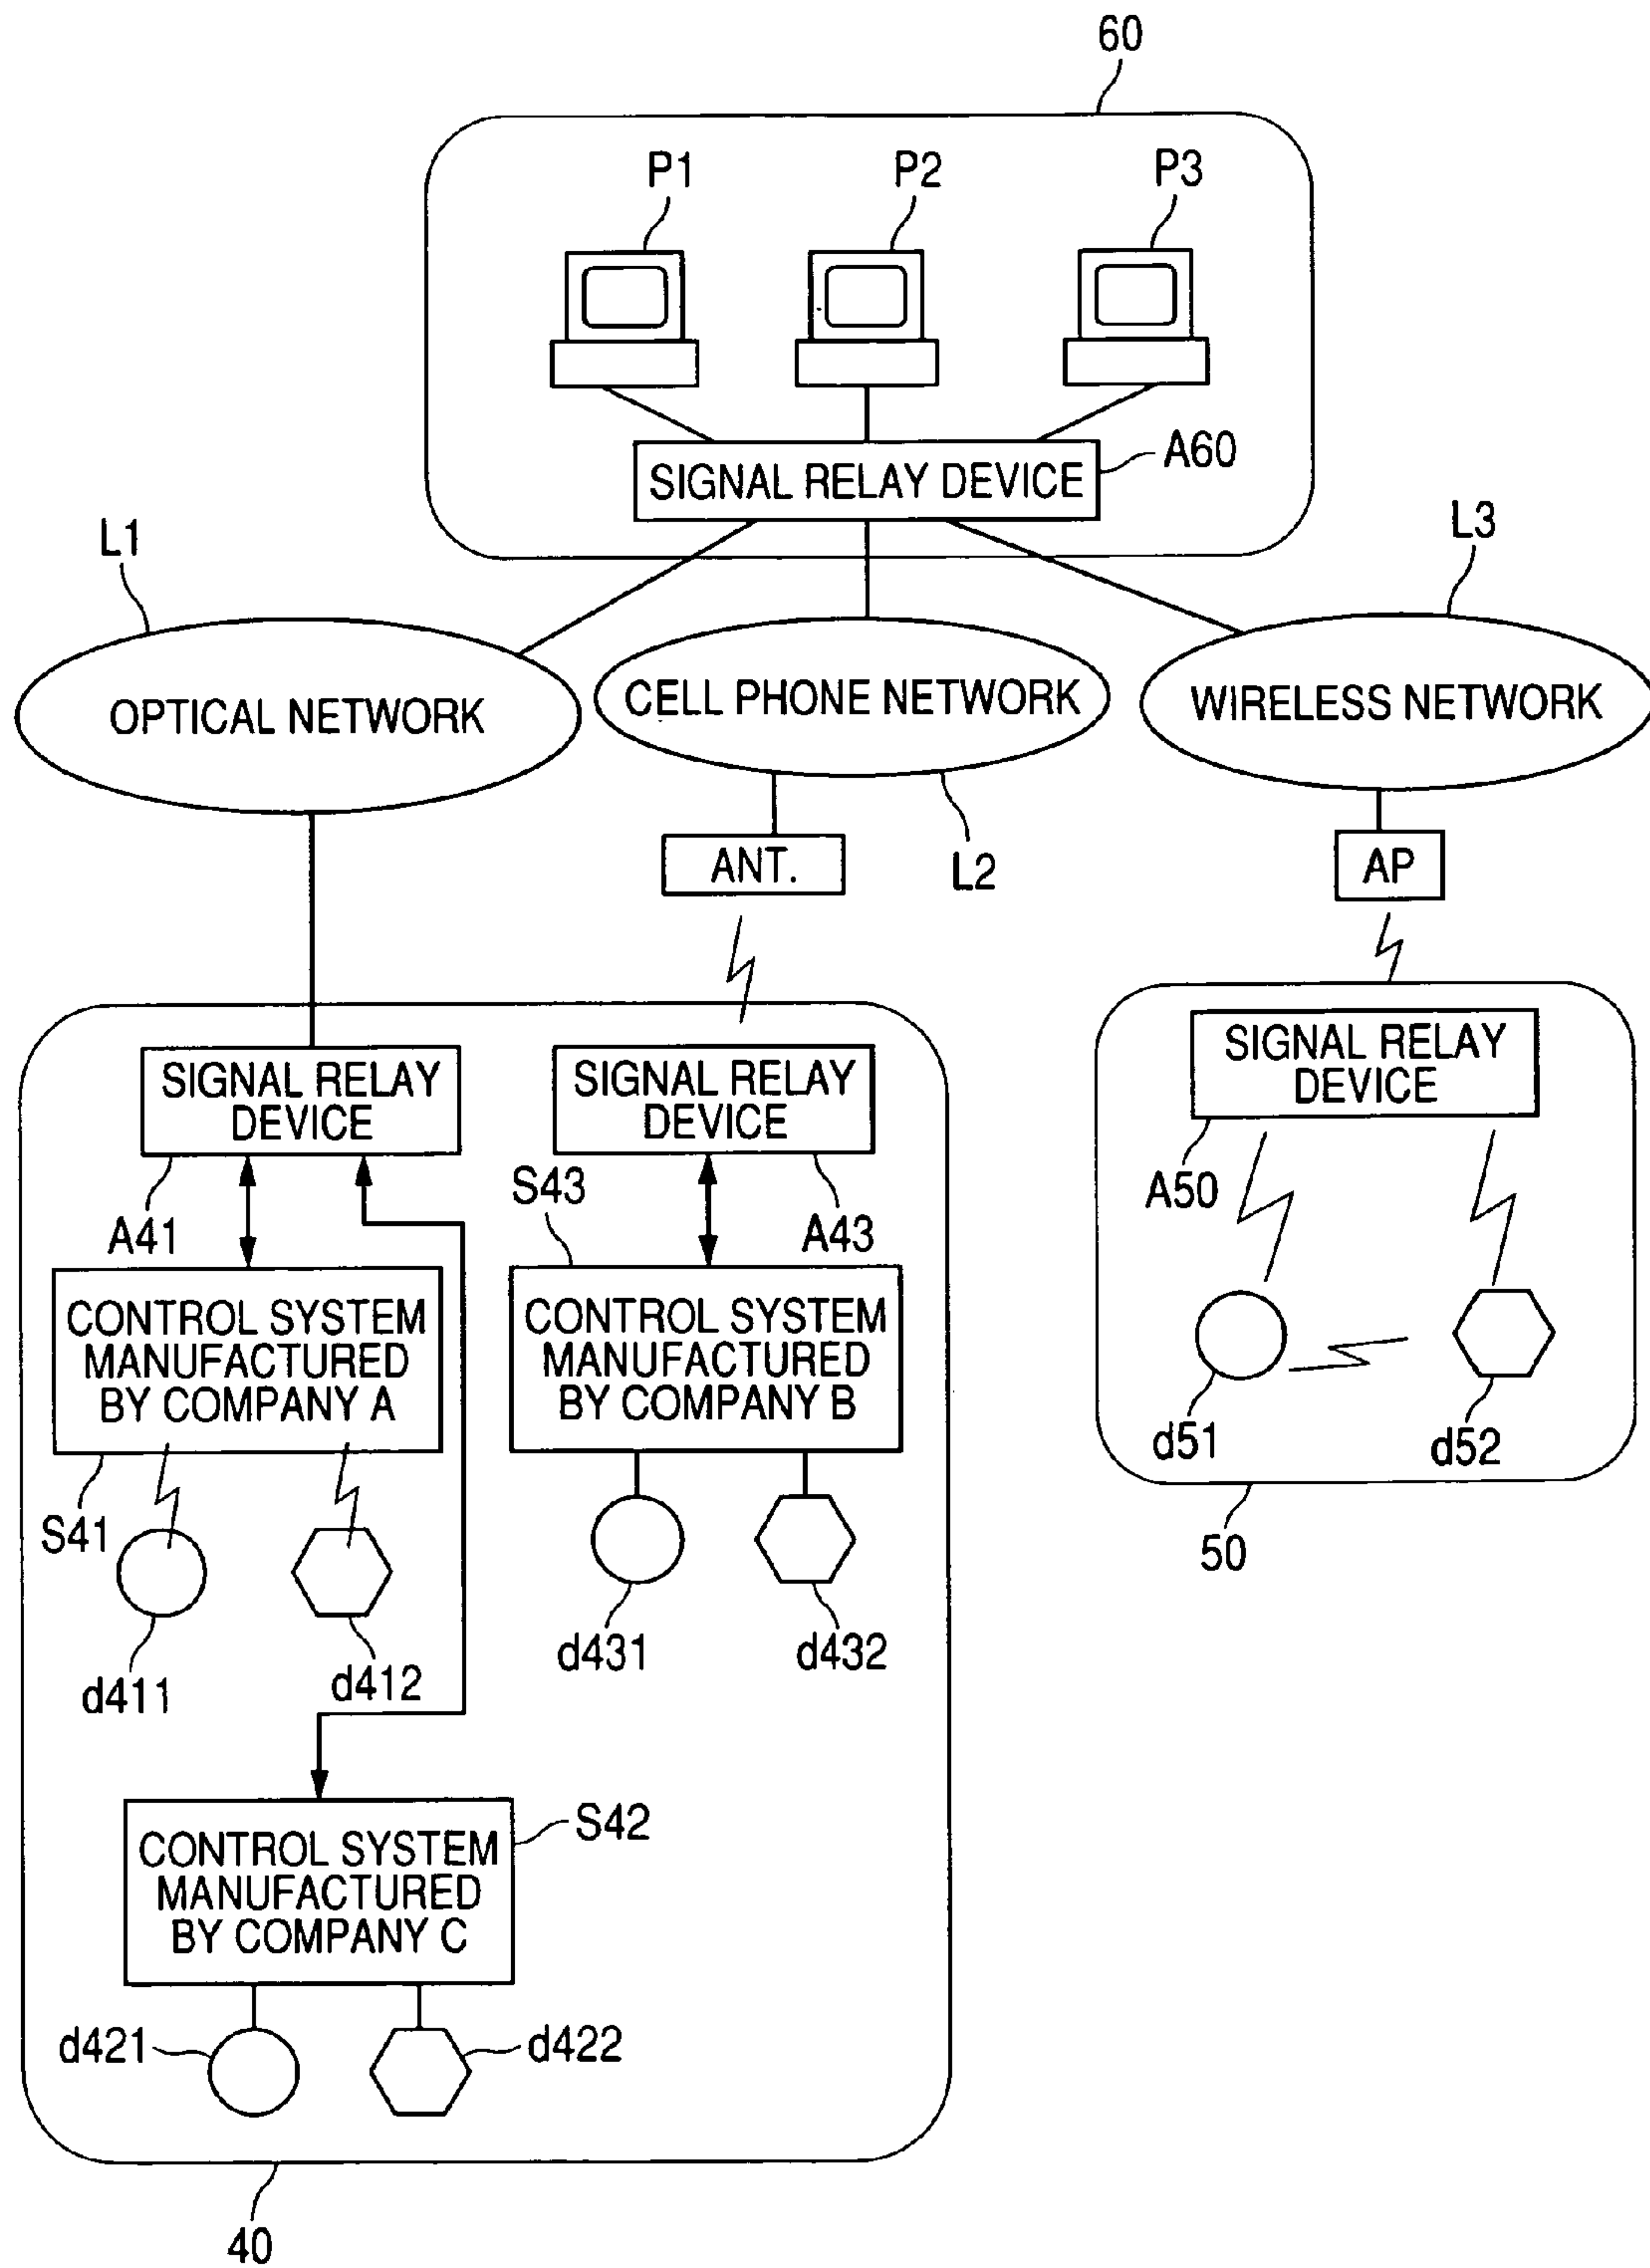 60
P1
P2
P3
SIGNAL RELAY DEVICE
A60
L1
L3
OPTICAL NETWORK
CELL PHONE NETWORK
WIRELESS NETWORK
ANT.
L2
AP
SIGNAL RELAY
DEVICE
A41
SIGNAL RELAY
DEVICE
S43
A43
SIGNAL RELAY
DEVICE
A50
CONTROL SYSTEM
MANUFACTURED
BY COMPANY A
CONTROL SYSTEM
MANUFACTURED
BY COMPANY B
d51
d52
S41
50
d411
d412
d431
d432
CONTROL SYSTEM
MANUFACTURED
BY COMPANY C
S42
d421
d422
40